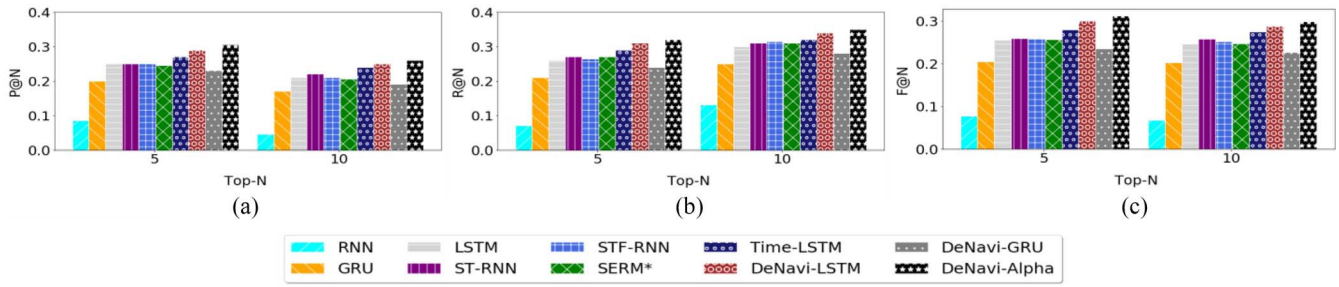 0.4
0.3
0.2
0.1
0.0
P@N
5
10
Top-N
(a)
0.4
0.3
0.2
0.1
0.0
R@N
5
10
Top-N
(b)
0.3
0.2
0.1
0.0
F@N
5
10
Top-N
(c)
RNN LSTM STF-RNN Time-LSTM DeNavi-GRU
GRU ST-RNN SERM* DeNavi-LSTM DeNavi-Alpha